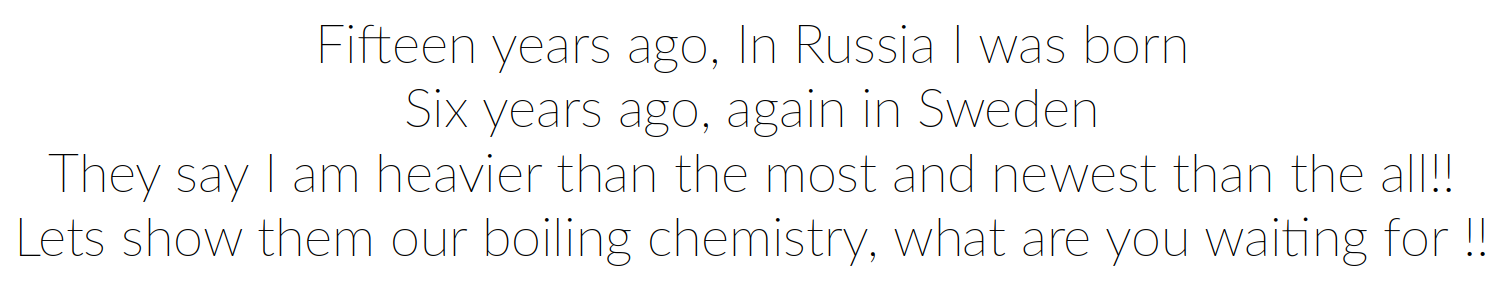 Fifteen years ago, In Russia I was born
Six years ago, again in Sweden
They say I am heavier than the most and newest than the all!!
Lets show them our boiling chemistry, what are you waiting for !!